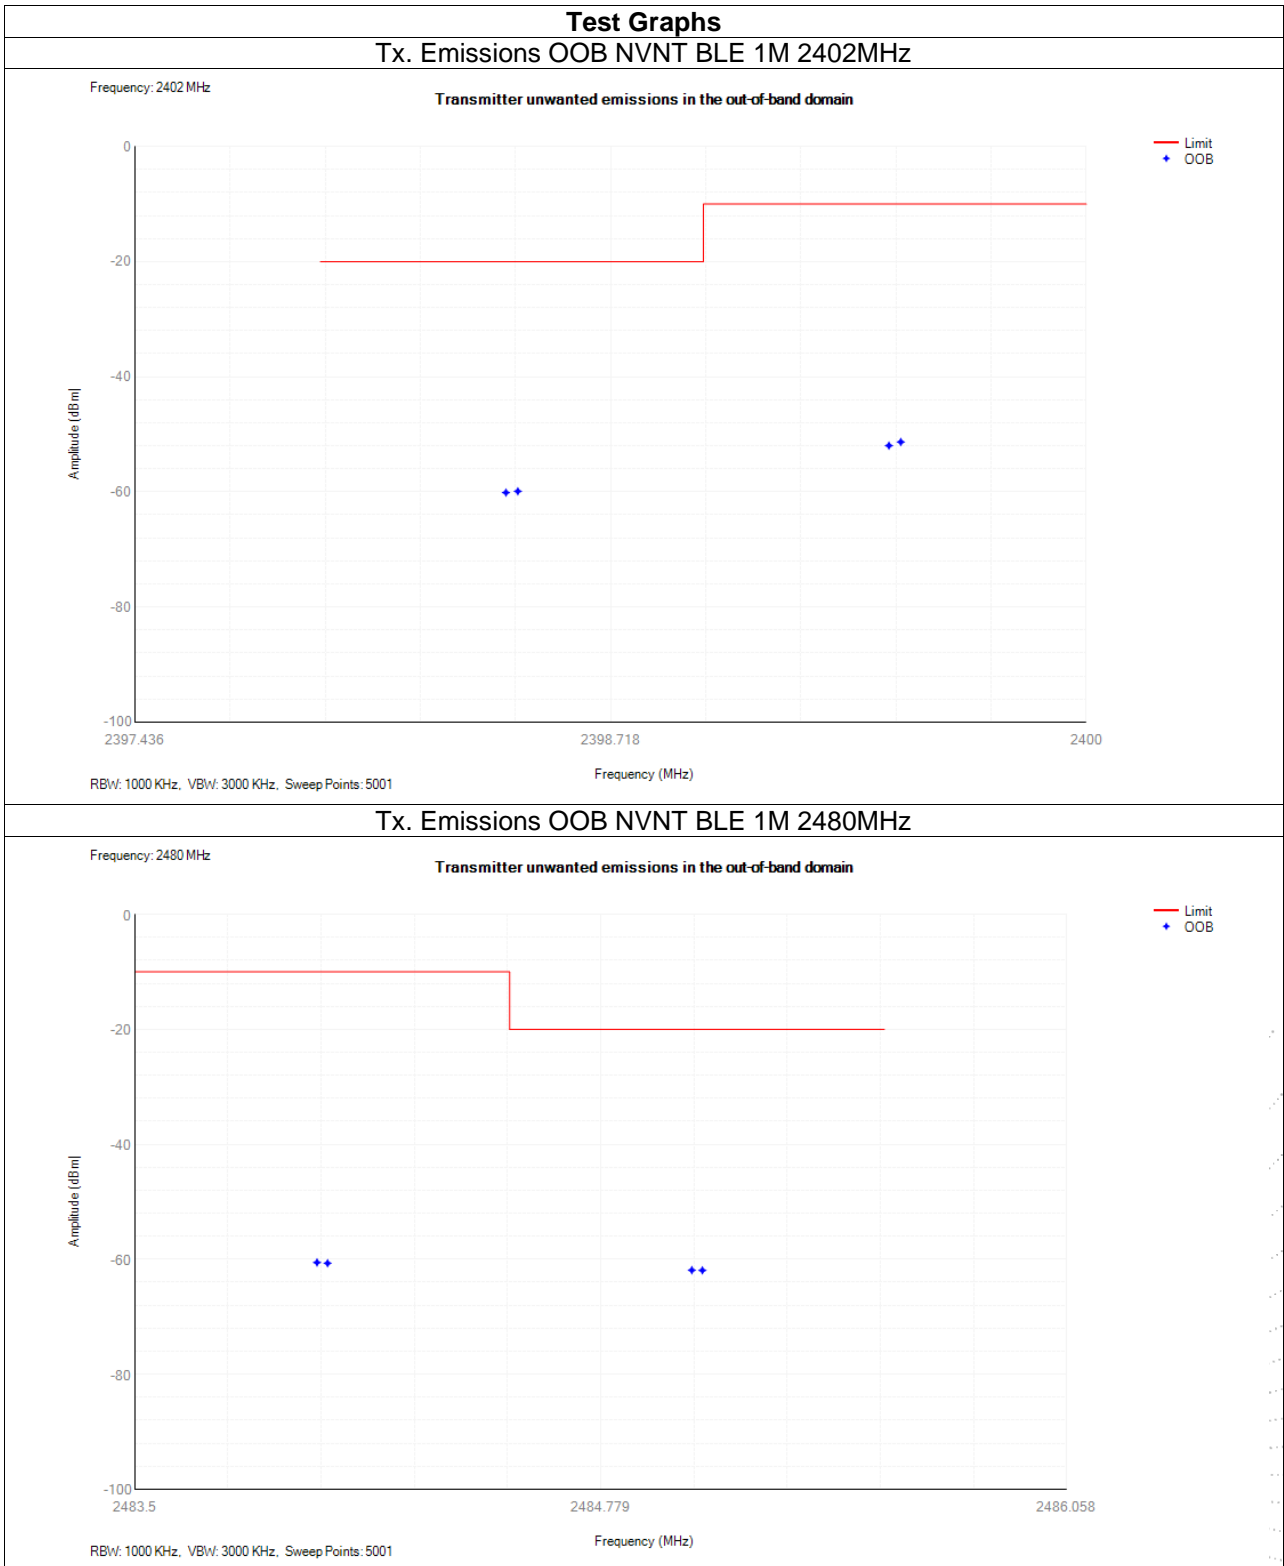 Test Graphs
Tx. Emissions OOB NVNT BLE 1M 2402MHz
Frequency: 2402 MHz
Transmitter unwanted emissions in the out-of-band domain
Limit
OOB
0
-20
-40
-60
-80
-100
Amplitude (dBm)
2397.436
2398.718
2400
Frequency (MHz)
RBW: 1000 KHz, VBW: 3000 KHz, Sweep Points: 5001
Tx. Emissions OOB NVNT BLE 1M 2480MHz
Frequency: 2480 MHz
Transmitter unwanted emissions in the out-of-band domain
Limit
OOB
0
-20
-40
-60
-80
-100
Amplitude (dBm)
2483.5
2484.779
2486.058
Frequency (MHz)
RBW: 1000 KHz, VBW: 3000 KHz, Sweep Points: 5001